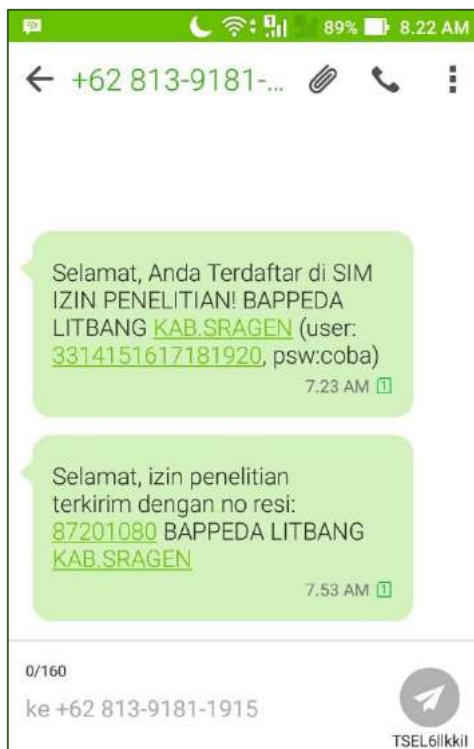 89% 8.22 AM
+62 813-9181-...
Selamat, Anda Terdaftar di SIM
IZIN PENELITIAN! BAPPEDA
LITBANG KAB.SRAGEN (user:
3314151617181920, psw:coba)
7.23 AM 1
Selamat, izin penelitian
terkirim dengan no resi:
87201080 BAPPEDA LITBANG
KAB.SRAGEN
7.53 AM 1
0/160
ke +62 813-9181-1915